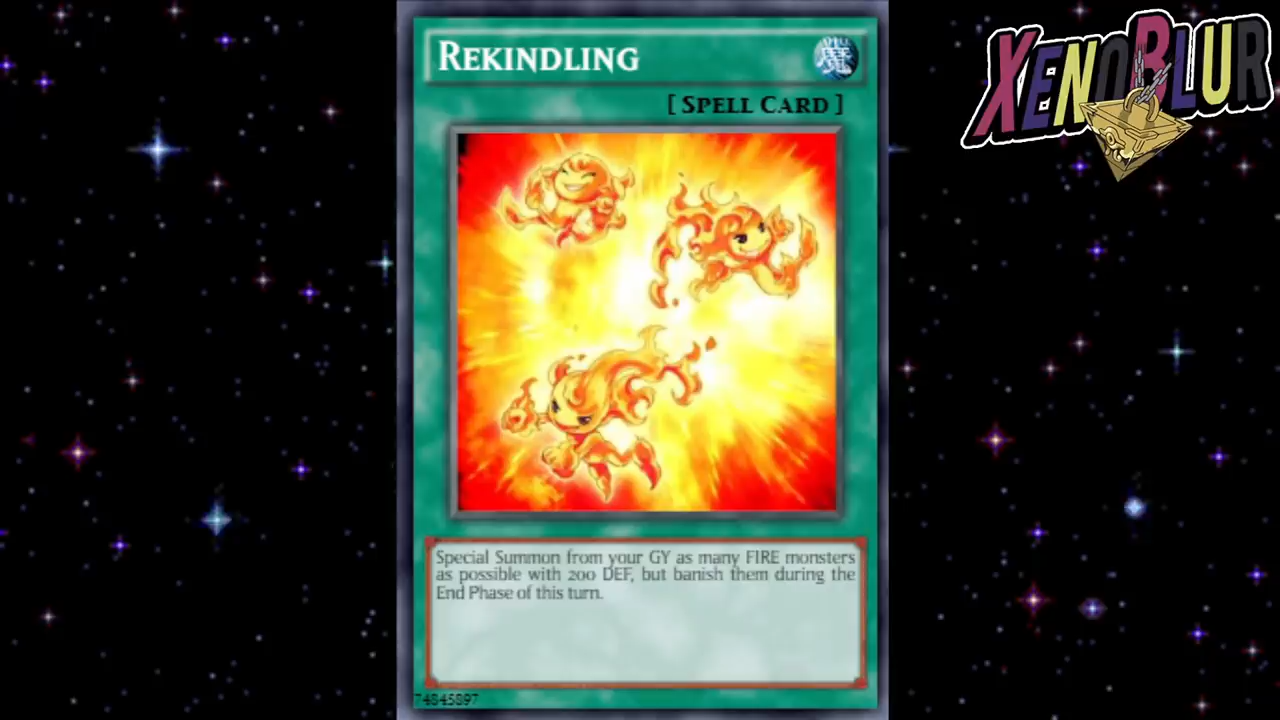 REKINDLING
XENOBLUR
[ SPELL CARD ]
Special Summon from your GY as many FIRE monsters
as possible with 200 DEF, but banish them during the
End Phase of this turn.
74845897